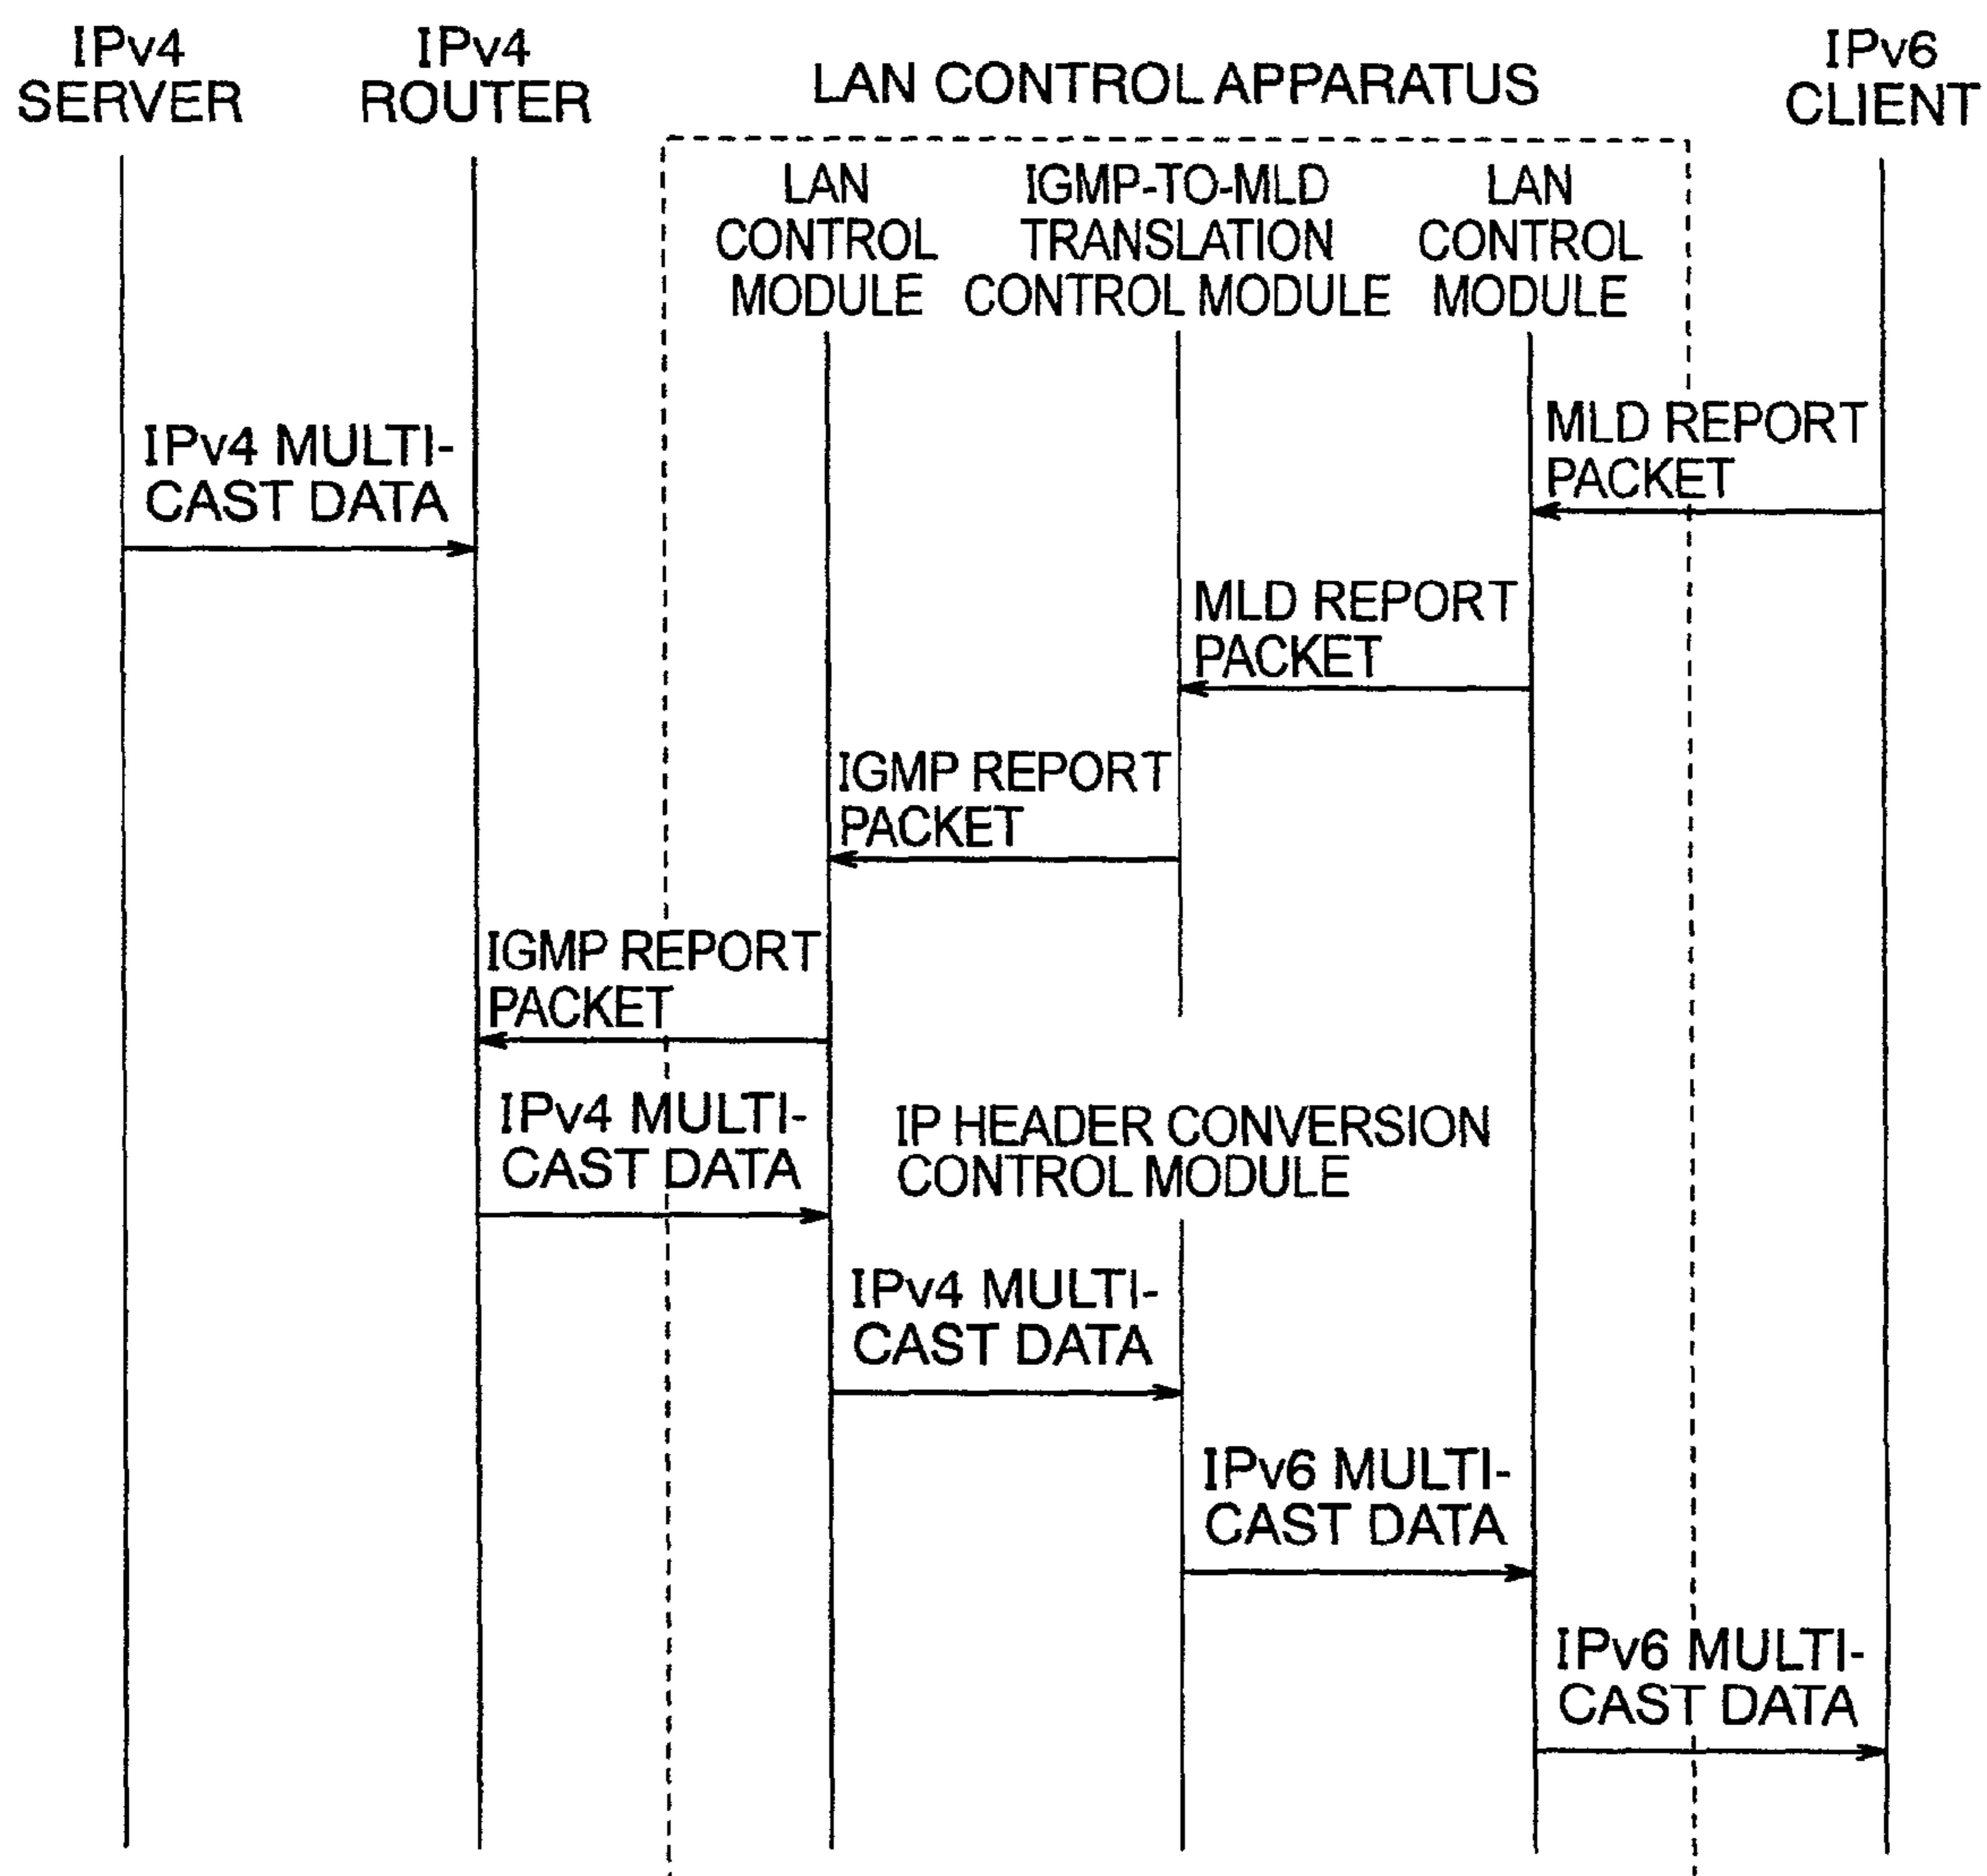 IPv4
SERVER
IPv4
ROUTER
LAN CONTROL APPARATUS
IPv6
CLIENT
LAN
CONTROL
MODULE
IGMP-TO-MLD
TRANSLATION
CONTROL MODULE
LAN
CONTROL
MODULE
MLD REPORT
PACKET
IPv4 MULTI-
CAST DATA
MLD REPORT
PACKET
IGMP REPORT
PACKET
IGMP REPORT
PACKET
IPv4 MULTI-
CAST DATA
IP HEADER CONVERSION
CONTROL MODULE
IPv4 MULTI-
CAST DATA
IPv6 MULTI-
CAST DATA
IPv6 MULTI-
CAST DATA